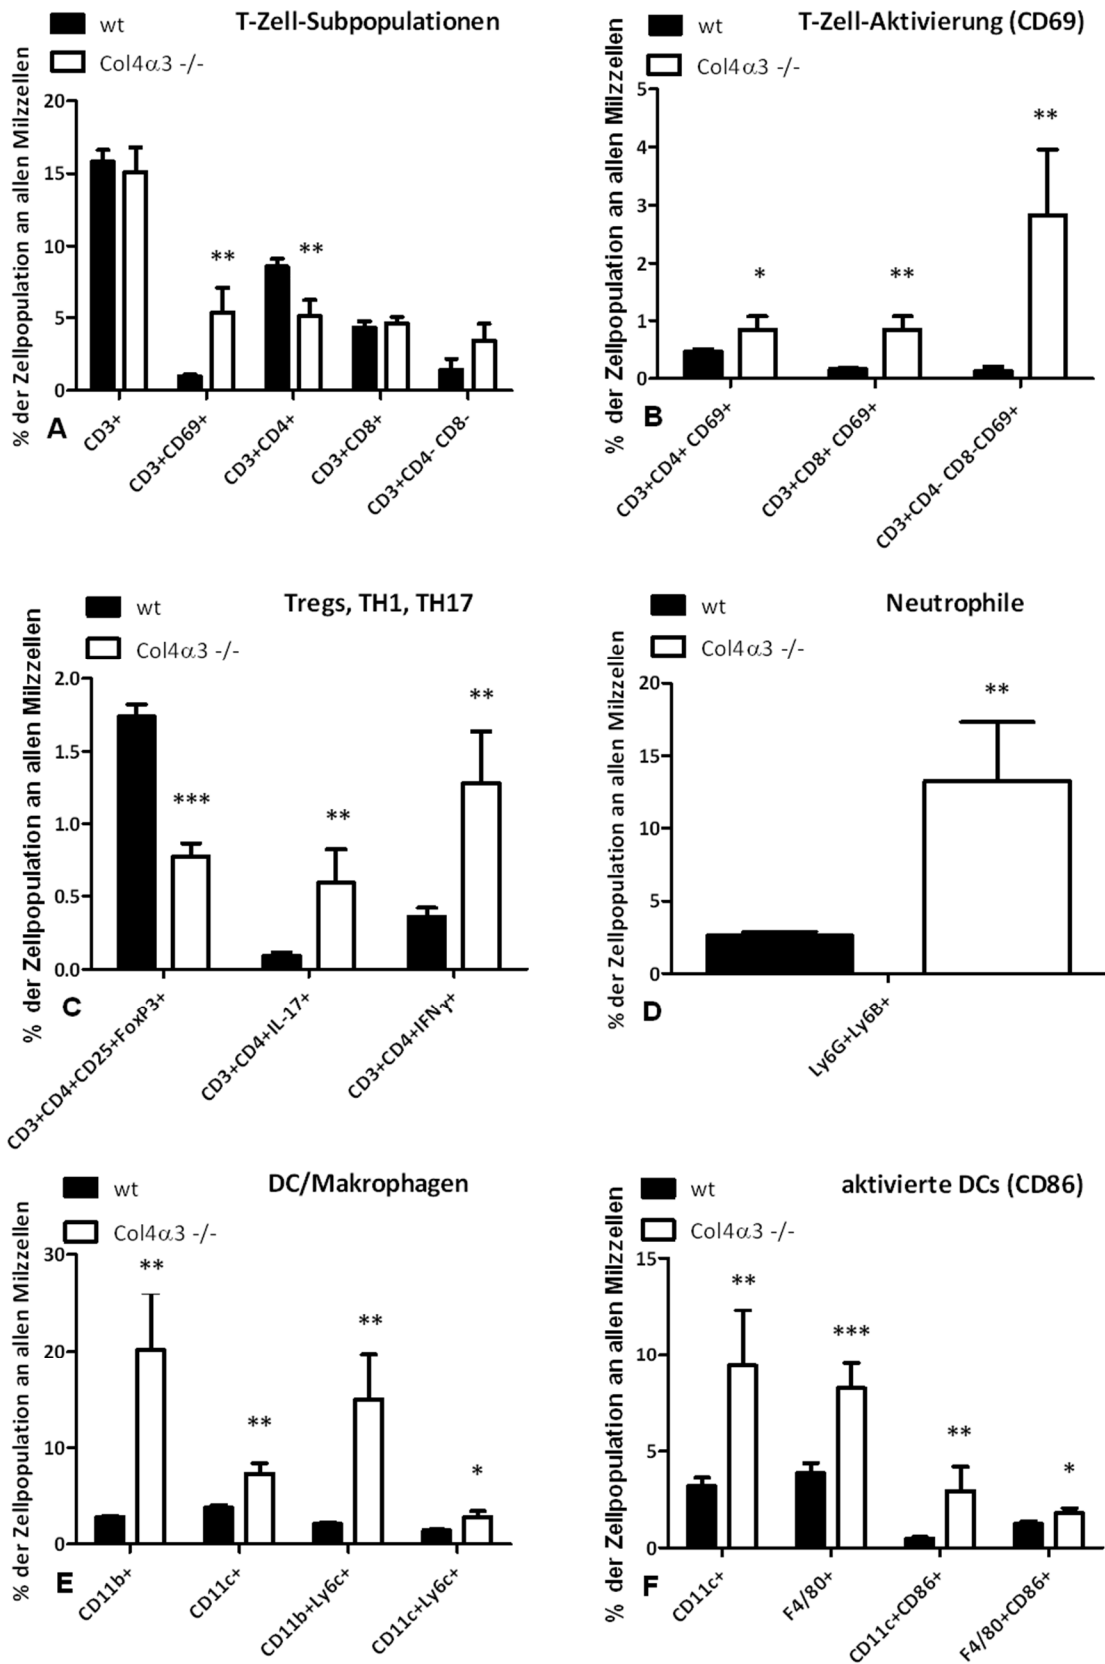 T-Zell-Subpopulationen
wt
Col4α3 -/-
% der Zellpopulation an allen Milzzellen
20
15
10
5
0
**
**
A
CD3+
CD3+CD69+
CD3+CD4+
CD3+CD8+
CD3+CD4- CD8-
T-Zell-Aktivierung (CD69)
wt
Col4α3 -/-
% der Zellpopulation an allen Milzzellen
5
4
3
2
1
0
*
**
**
B
CD3+CD4+ CD69+
CD3+CD8+ CD69+
CD3+CD4- CD8-CD69+
Tregs, TH1, TH17
wt
Col4α3 -/-
% der Zellpopulation an allen Milzzellen
2.0
1.5
1.0
0.5
0.0
***
**
**
C
CD3+CD4+CD25+FoxP3+
CD3+CD4+IL-17+
CD3+CD4+IFNγ+
Neutrophile
wt
Col4α3 -/-
% der Zellpopulation an allen Milzzellen
20
15
10
5
0
**
D
Ly6G+Ly6B+
DC/Makrophagen
wt
Col4α3 -/-
% der Zellpopulation an allen Milzzellen
30
20
10
0
**
**
**
*
E
CD11b+
CD11c+
CD11b+Ly6c+
CD11c+Ly6c+
aktivierte DCs (CD86)
wt
Col4α3 -/-
% der Zellpopulation an allen Milzzellen
15
10
5
0
**
***
**
*
F
CD11c+
F4/80+
CD11c+CD86+
F4/80+CD86+